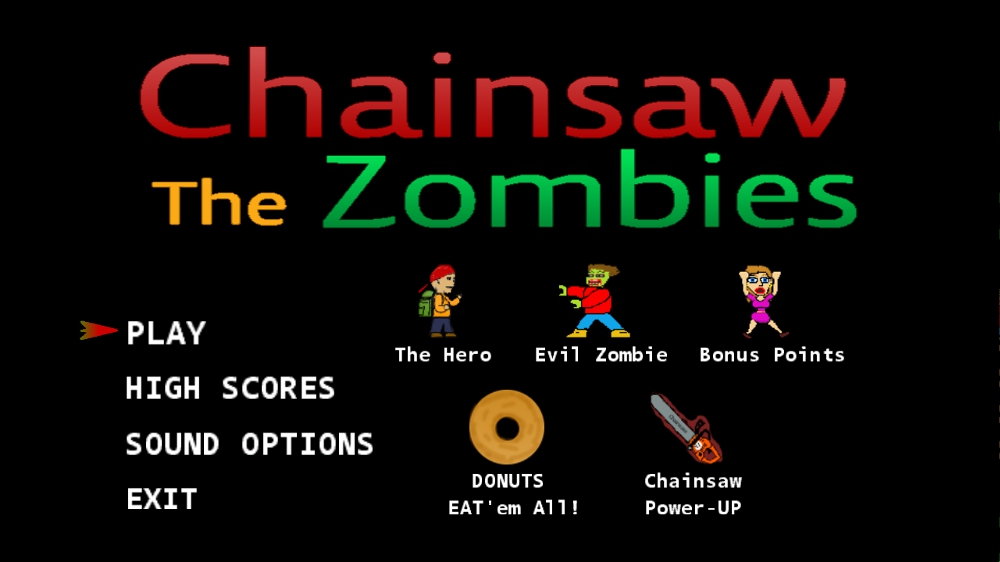 Chainsaw
The Zombies
The Hero
Evil Zombie
Bonus Points
PLAY
HIGH SCORES
SOUND OPTIONS
EXIT
DONUTS
EAT'em All!
Chainsaw
Power-UP